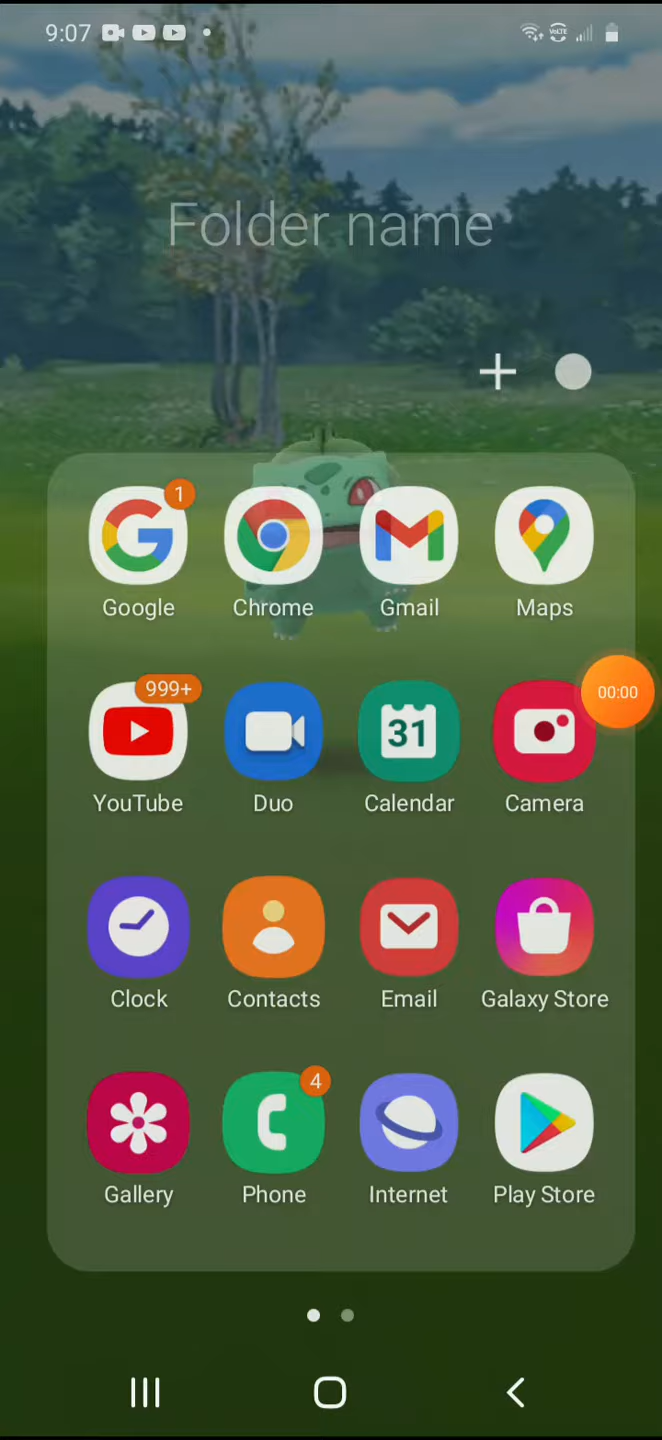 9:07
Folder name
1
Google Chrome Gmail Maps
999+
31
00:00
YouTube Duo Calendar Camera
Clock Contacts Email Galaxy Store
4
Gallery Phone Internet Play Store